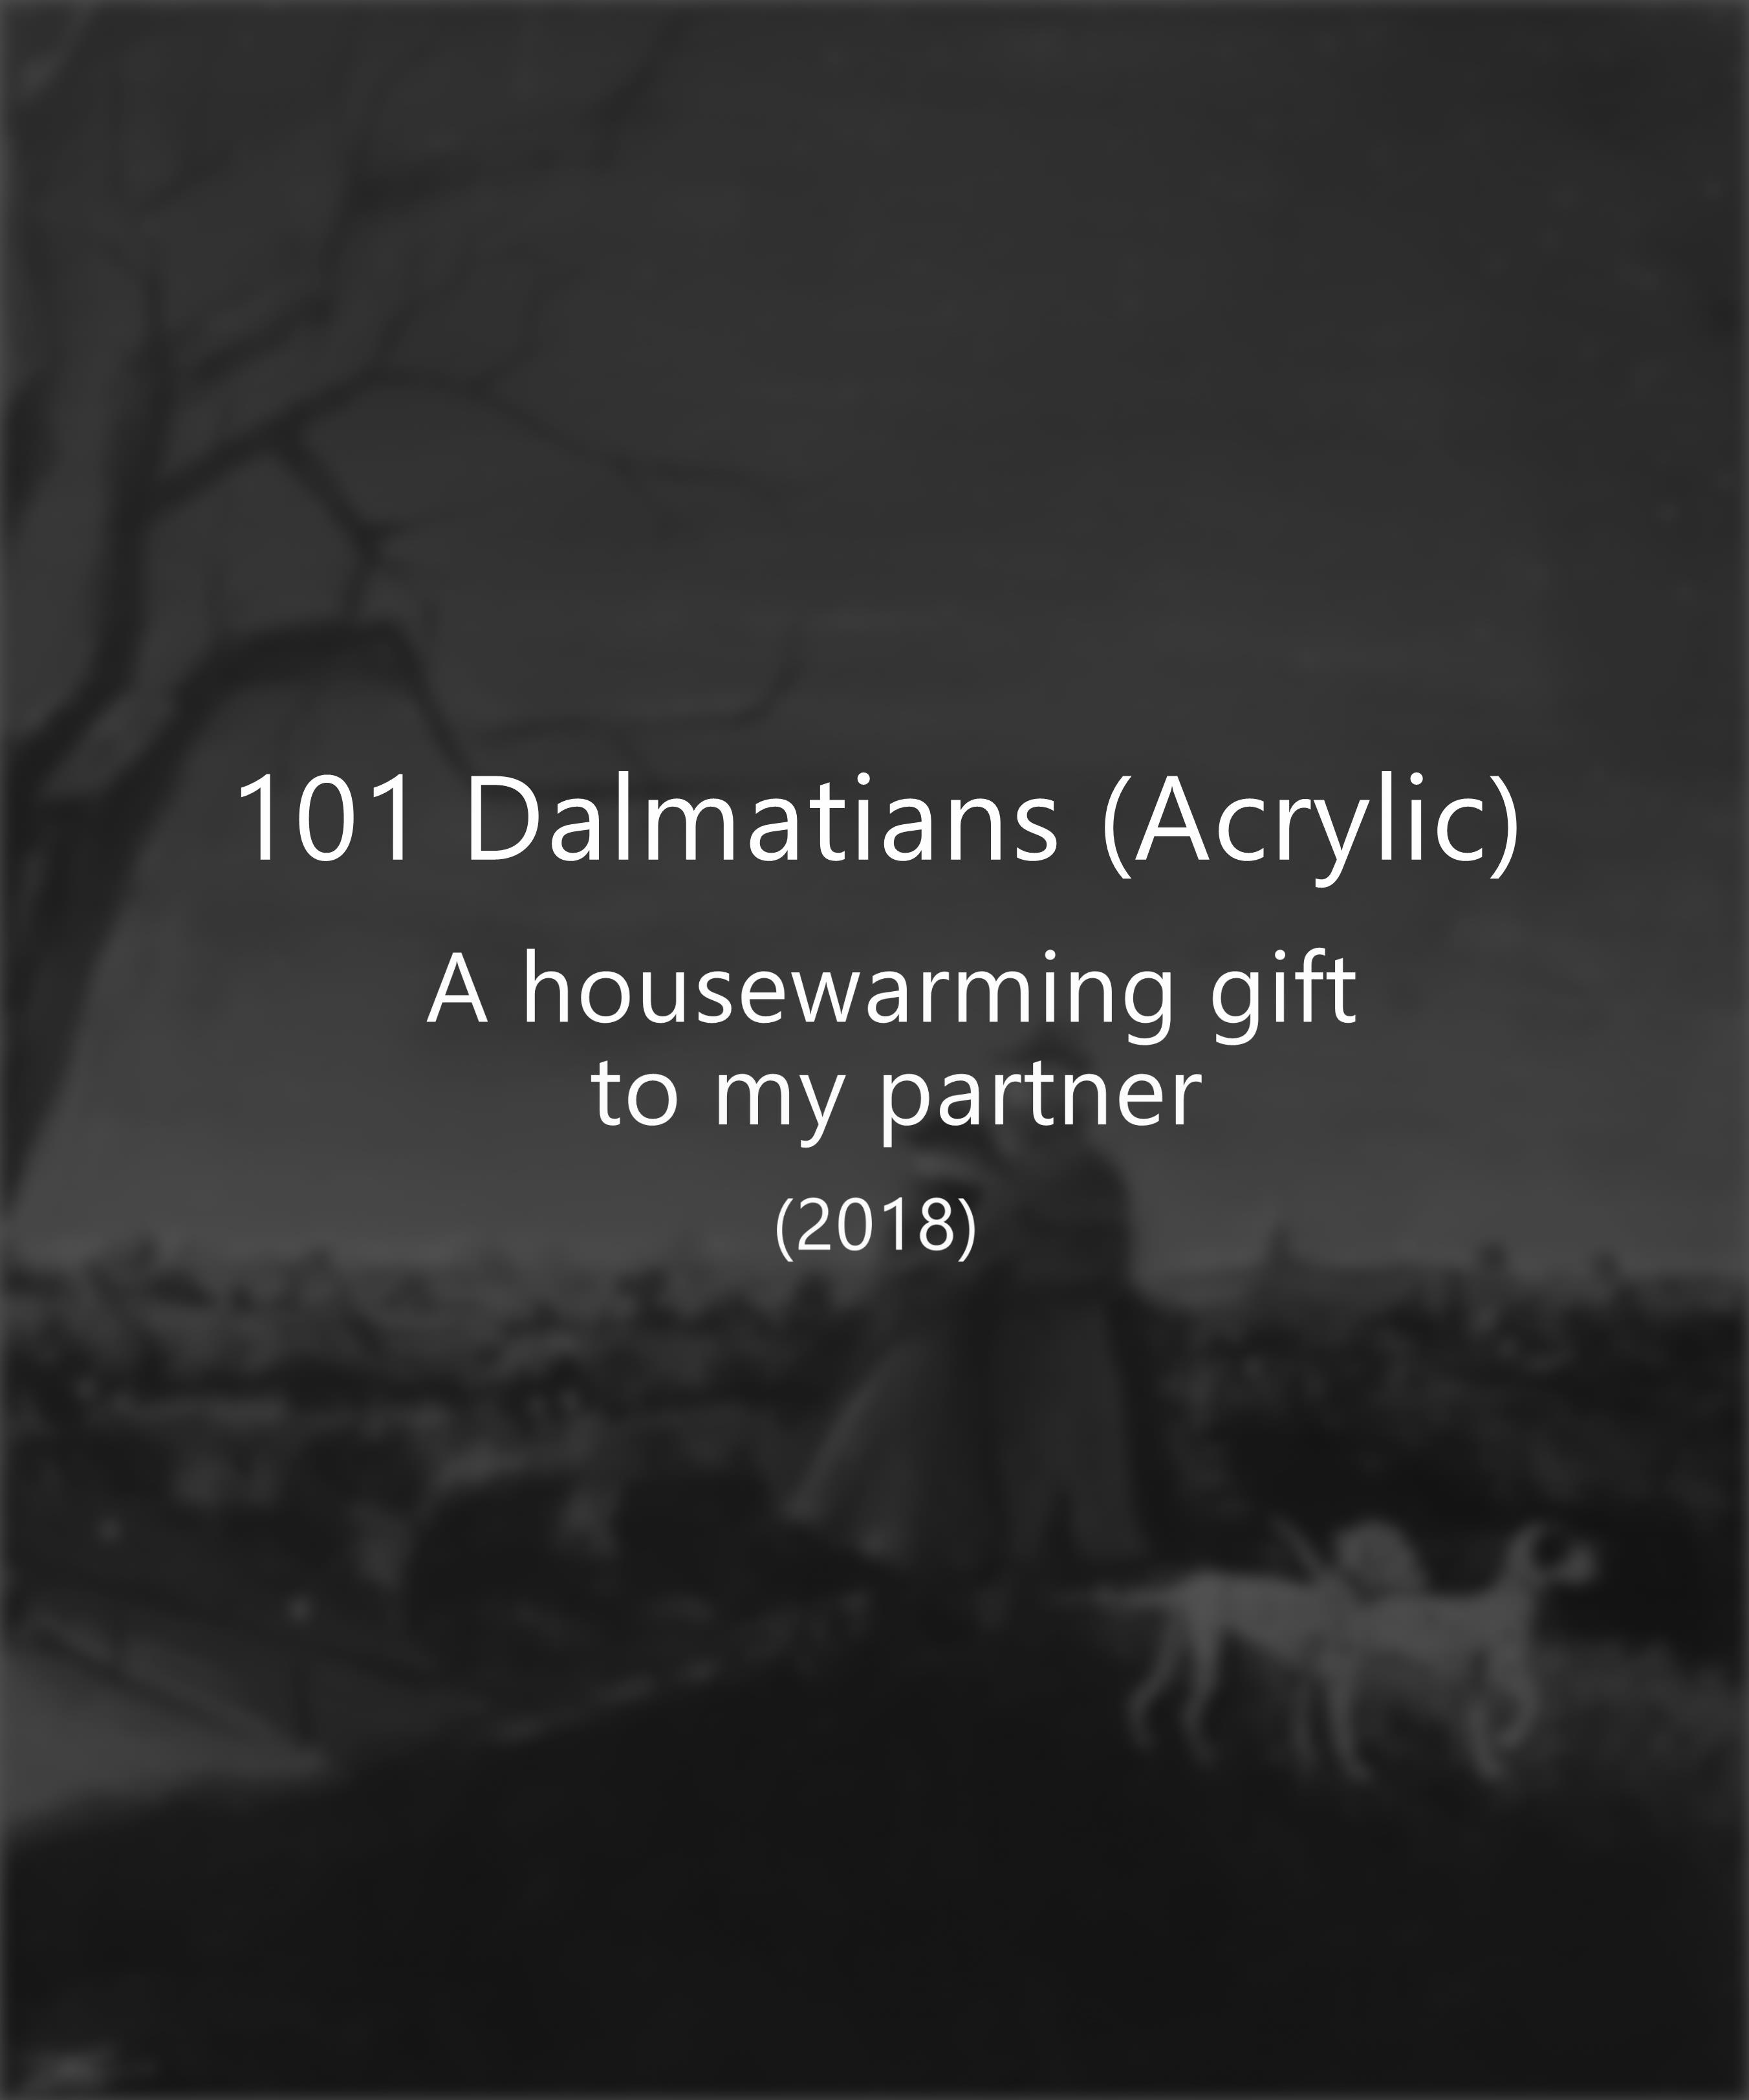 101 Dalmatians (Acrylic)
A housewarming gift
to my partner
(2018)